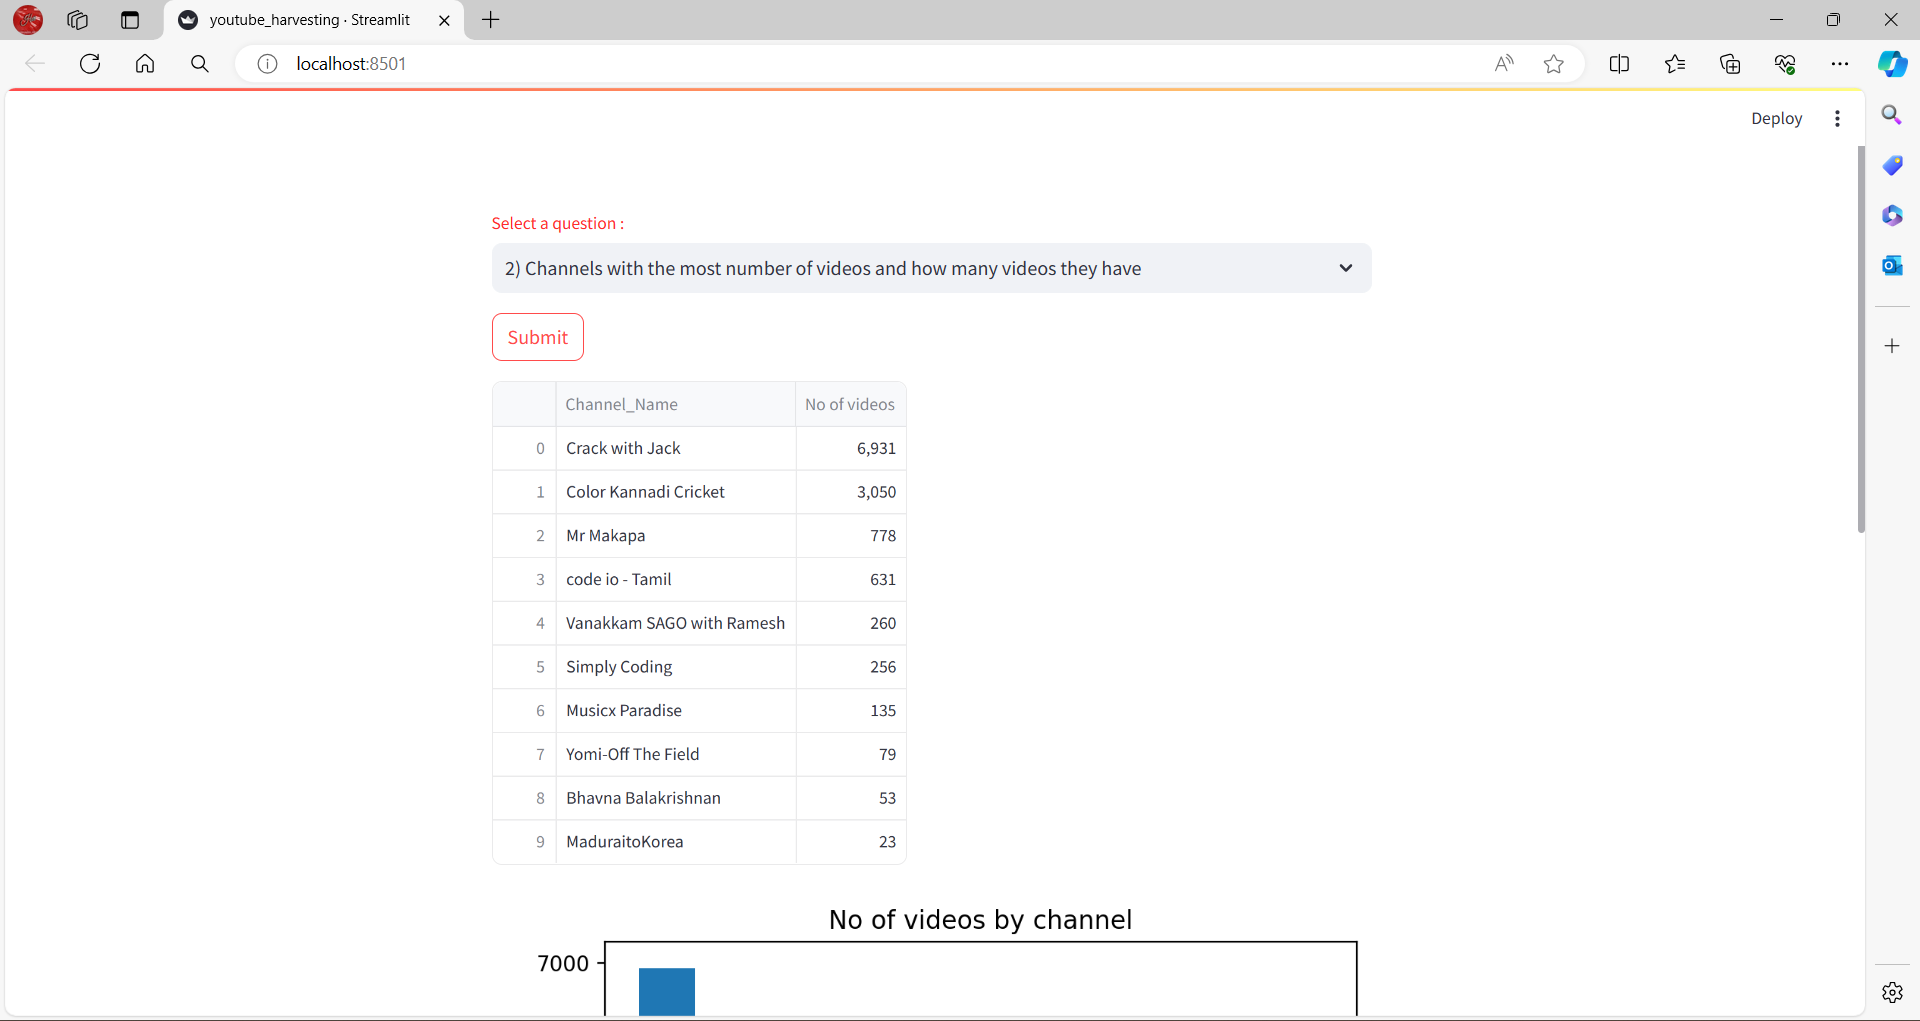 youtube_harvesting · Streamlit
localhost:8501
Deploy
Select a question :
2) Channels with the most number of videos and how many videos they have
Submit
Channel_Name No of videos
0 Crack with Jack 6,931
1 Color Kannadi Cricket 3,050
2 Mr Makapa 778
3 code io - Tamil 631
4 Vanakkam SAGO with Ramesh 260
5 Simply Coding 256
6 Musicx Paradise 135
7 Yomi-Off The Field 79
8 Bhavna Balakrishnan 53
9 MaduraitoKorea 23
No of videos by channel
7000